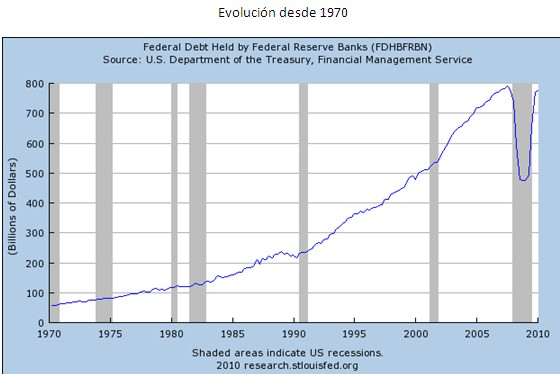 Evolución desde 1970
Federal Debt Held by Federal Reserve Banks (FDHBFRBN)
Source: U.S. Department of the Treasury, Financial Management Service
(Billions of Dollars)
800
700
600
500
400
300
200
100
0
1970 1975 1980 1985 1990 1995 2000 2005 2010
Shaded areas indicate US recessions.
2010 research.stlouisfed.org